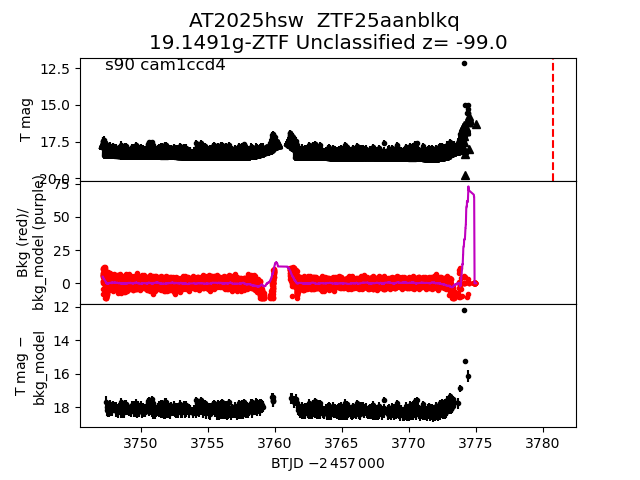 AT2025hsw  ZTF25aanblkq
19.1491g-ZTF Unclassified z= -99.0
s90 cam1ccd4
T mag
12.5
15.0
17.5
20.0
Bkg (red)/
bkg_model (purple)
75
50
25
0
T mag −
bkg_model
12
14
16
18
3750 3755 3760 3765 3770 3775 3780
BTJD −2 457 000